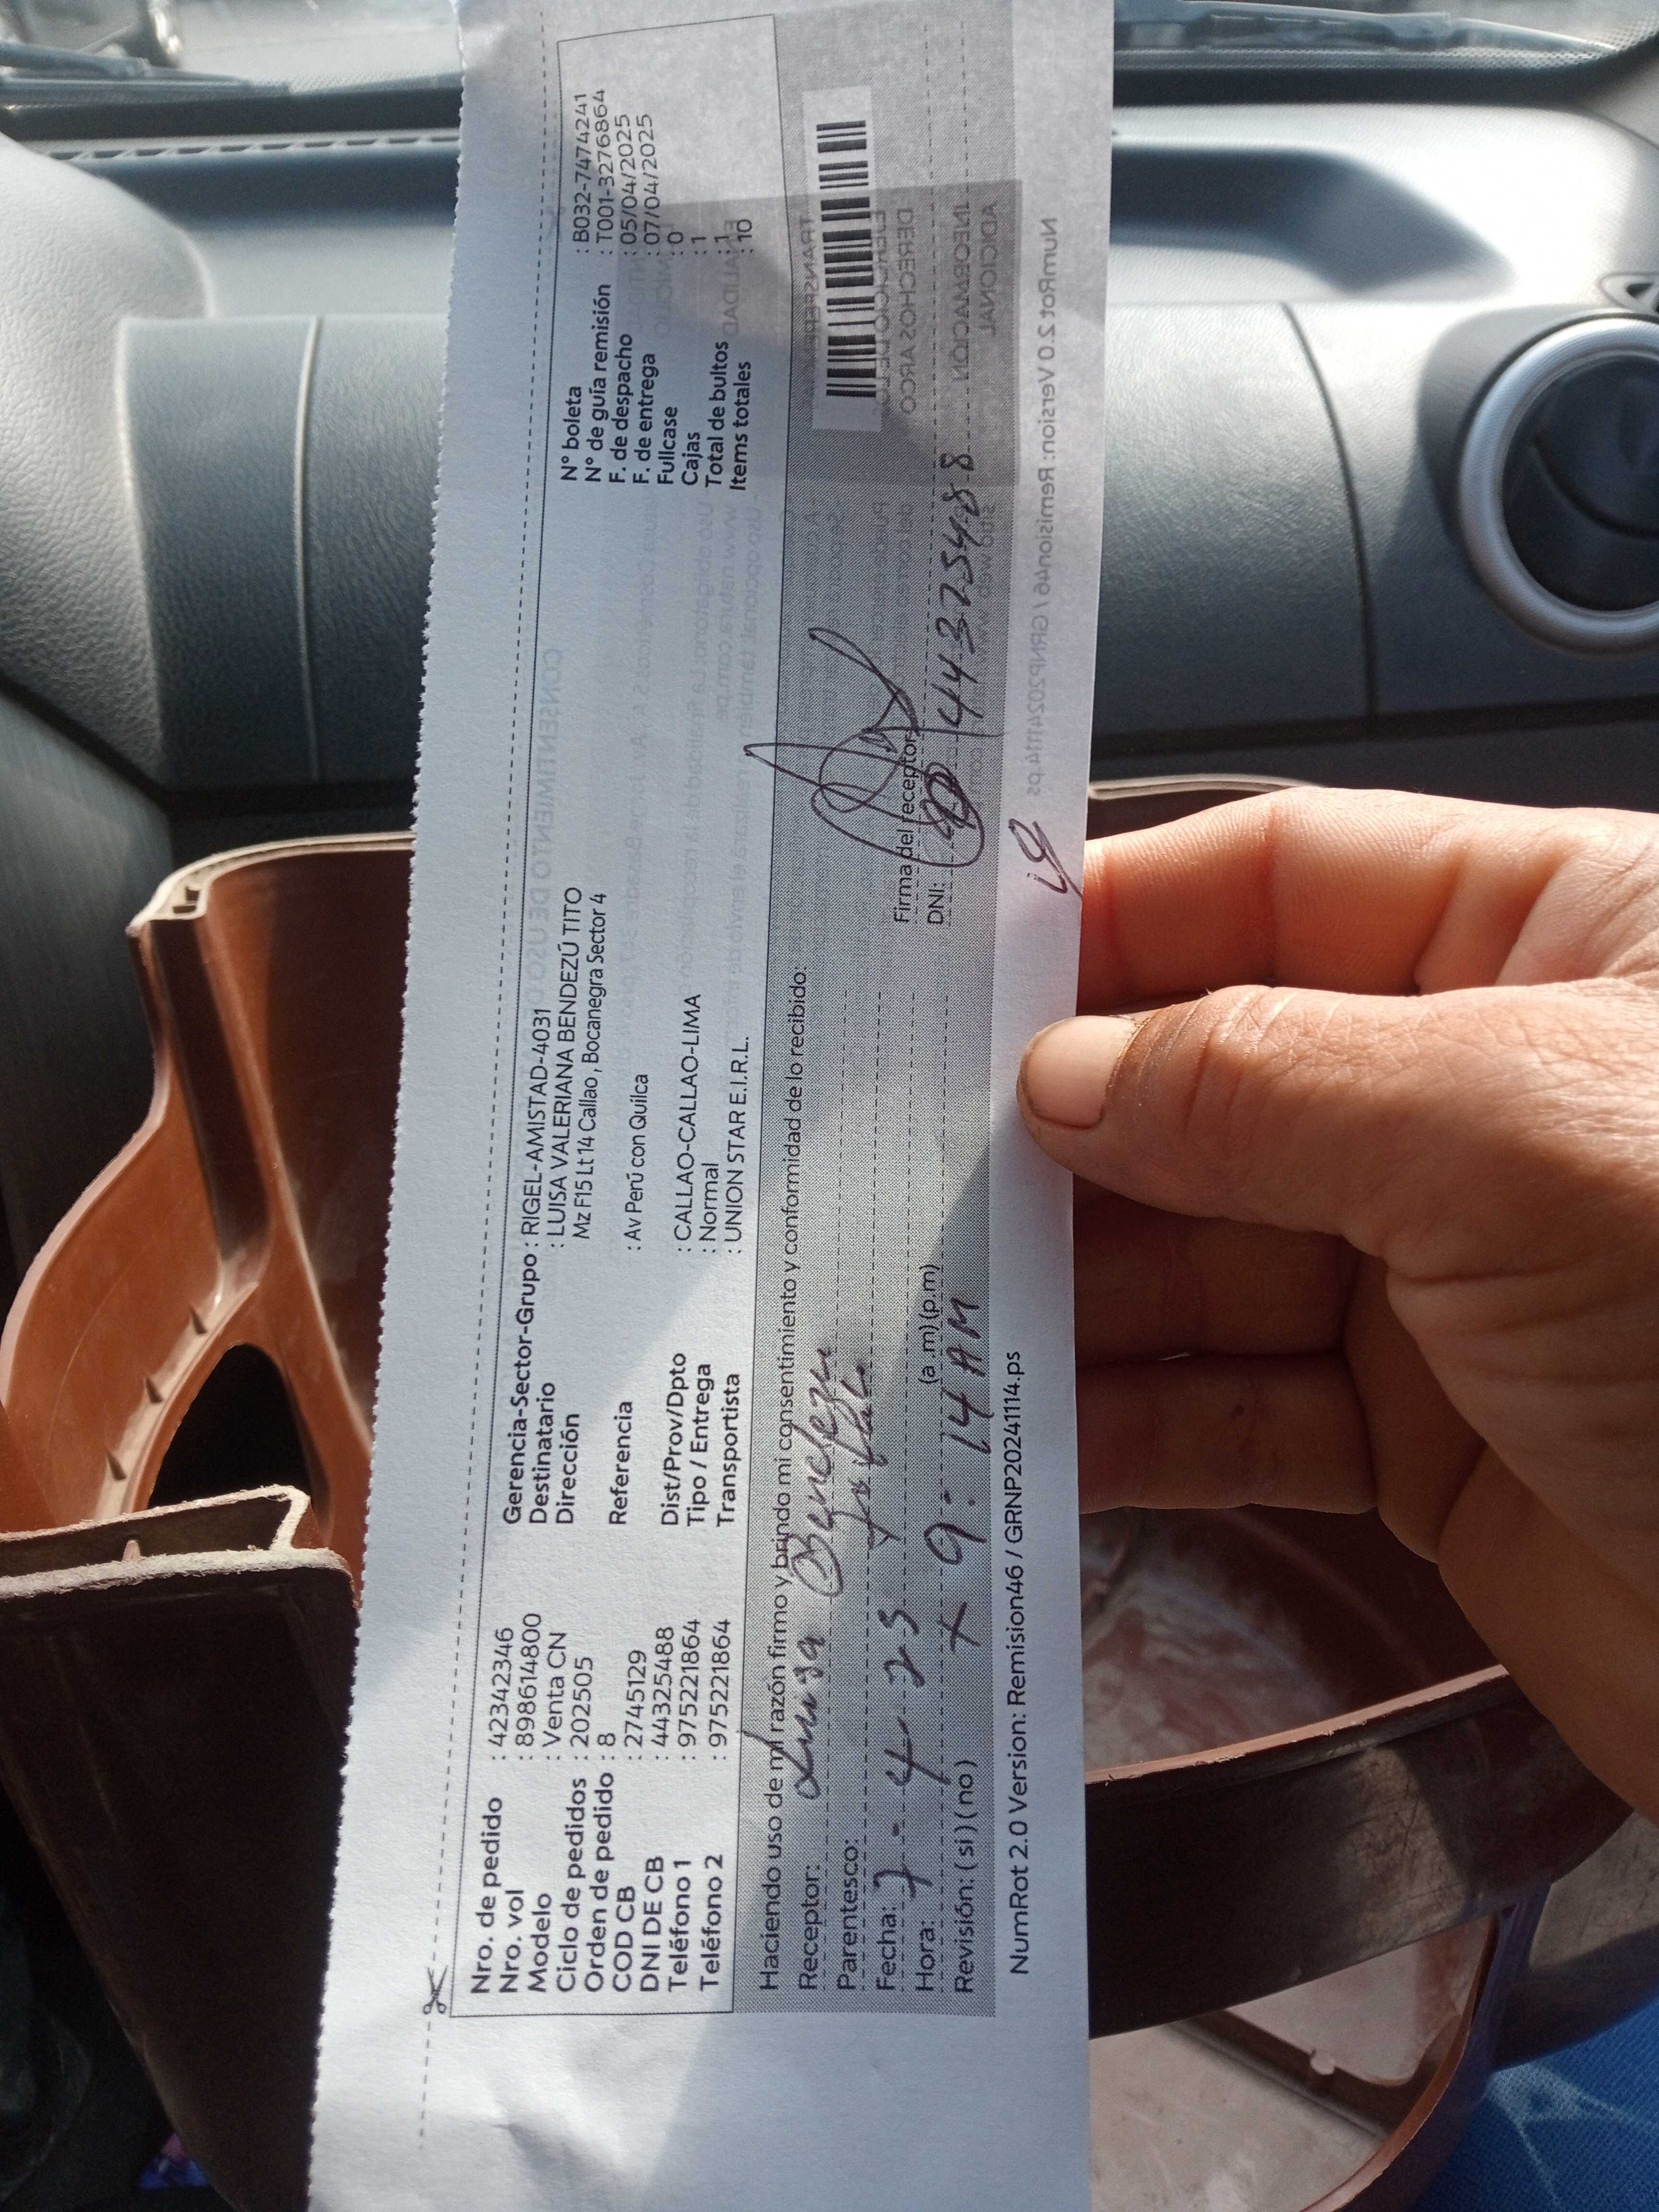 Nro. de pedido : 42342346
Nro. vol : 898614800
Modelo : Venta CN
Ciclo de pedidos : 202505
Orden de pedido : 8
COD CB : 2745129
DNI DE CB : 44325488
Teléfono 1 : 975221864
Teléfono 2 : 975221864
Gerencia-Sector-Grupo : RIGEL-AMISTAD-4031
Destinatario : LUISA VALERIANA BENDEZÚ TITO
Dirección Mz F15 Lt 14 Callao , Bocanegra Sector 4
Referencia : Av Perú con Quilca
Dist/Prov/Dpto : CALLAO-CALLAO-LIMA
Tipo / Entrega : Normal
Transportista : UNION STAR E.I.R.L.
N° boleta : B032-7474241
N° de guía remisión : T001-3276864
F. de despacho : 05/04/2025
F. de entrega : 07/04/2025
Fullcase : 0
Cajas : 1
Total de bultos : 1
Items totales : 10
Haciendo uso de mi razón firmo y brindo mi consentimiento y conformidad de lo recibido:
Receptor: Luisa Bendezu
Parentesco:
Fecha: 7-4-25
Hora: 9:14 AM (a .m) (p.m)
Revisión: ( si ) ( no )
Firma del receptor
DNI: 44325488
NumRot 2.0 Version: Remision46 / GRNP20241114.ps